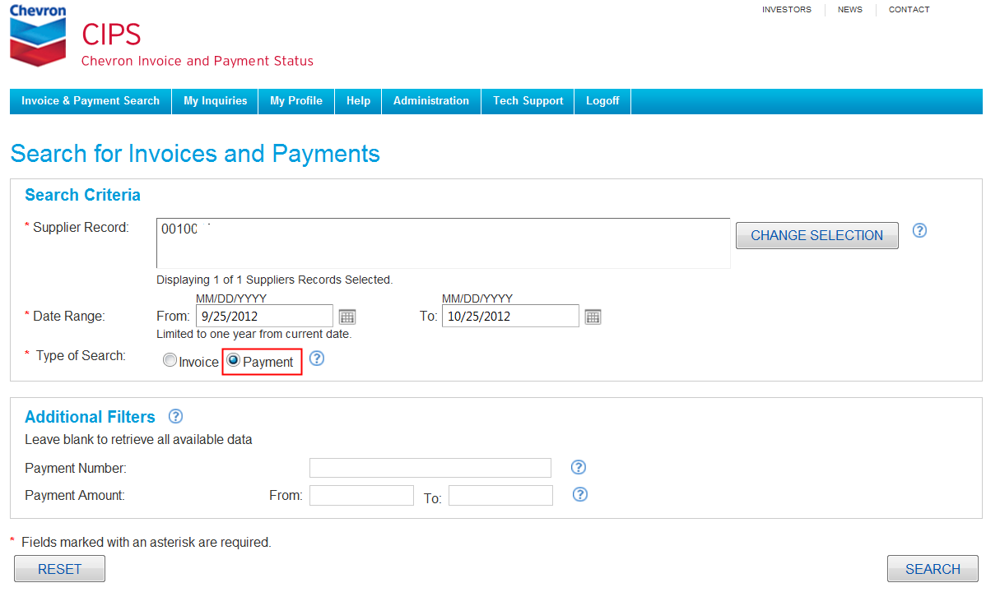 Chevron
INVESTORS NEWS CONTACT
CIPS
Chevron Invoice and Payment Status
Invoice & Payment Search My Inquiries My Profile Help Administration Tech Support Logoff
Search for Invoices and Payments
Search Criteria
* Supplier Record: 00100 CHANGE SELECTION ?
Displaying 1 of 1 Suppliers Records Selected.
MM/DD/YYYY MM/DD/YYYY
* Date Range: From: 9/25/2012 To: 10/25/2012
Limited to one year from current date.
* Type of Search: Invoice Payment ?
Additional Filters ?
Leave blank to retrieve all available data
Payment Number: ?
Payment Amount: From: To: ?
* Fields marked with an asterisk are required.
RESET SEARCH